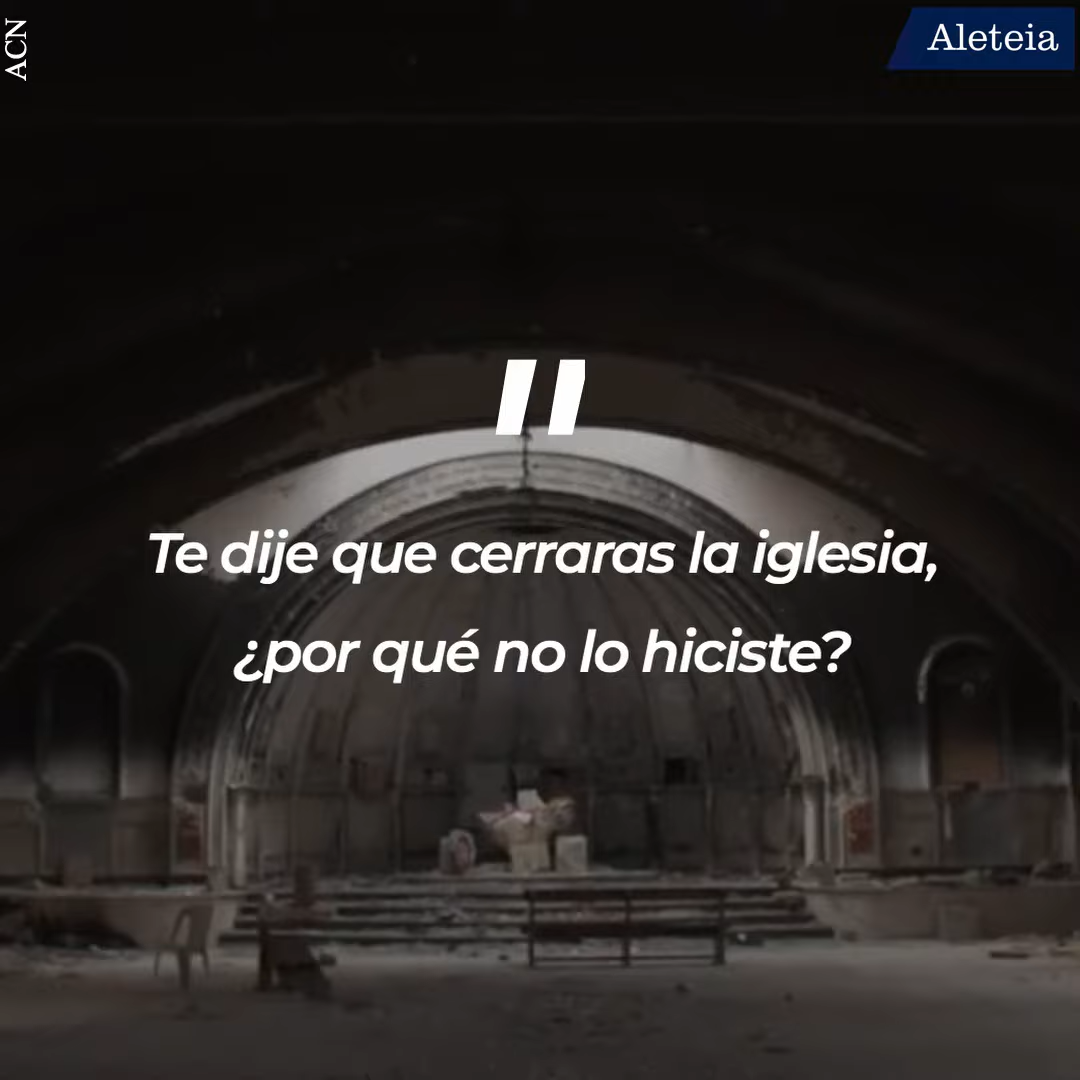 ACN
Aleteia
"
Te dije que cerraras la iglesia,
¿por qué no lo hiciste?